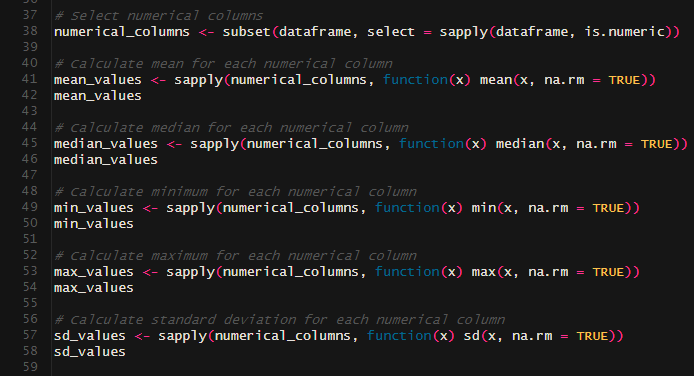 37 # Select numerical columns
38 numerical_columns <- subset(dataframe, select = sapply(dataframe, is.numeric))
39
40 # Calculate mean for each numerical column
41 mean_values <- sapply(numerical_columns, function(x) mean(x, na.rm = TRUE))
42 mean_values
43
44 # Calculate median for each numerical column
45 median_values <- sapply(numerical_columns, function(x) median(x, na.rm = TRUE))
46 median_values
47
48 # Calculate minimum for each numerical column
49 min_values <- sapply(numerical_columns, function(x) min(x, na.rm = TRUE))
50 min_values
51
52 # Calculate maximum for each numerical column
53 max_values <- sapply(numerical_columns, function(x) max(x, na.rm = TRUE))
54 max_values
55
56 # Calculate standard deviation for each numerical column
57 sd_values <- sapply(numerical_columns, function(x) sd(x, na.rm = TRUE))
58 sd_values
59